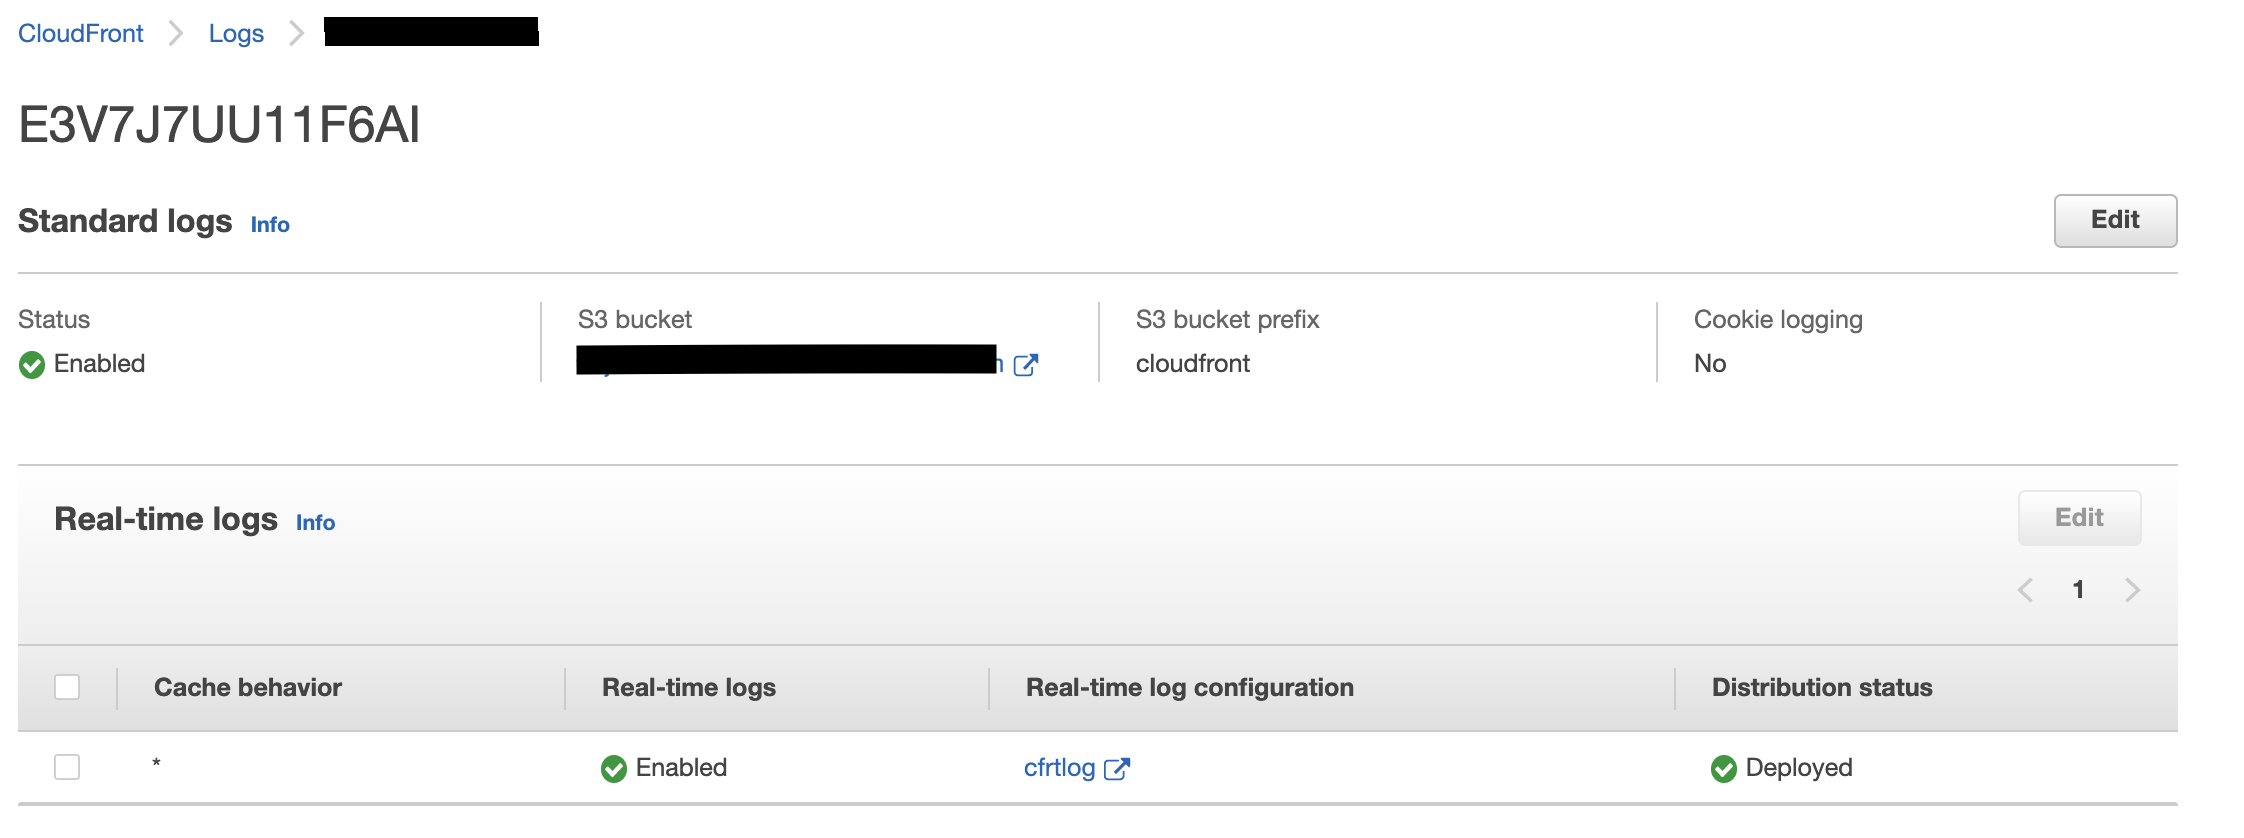 CloudFront > Logs >
E3V7J7UU11F6AI
Standard logs Info
Edit
Status
Enabled
S3 bucket
S3 bucket prefix
cloudfront
Cookie logging
No
Real-time logs Info
Edit
< 1 >
Cache behavior Real-time logs Real-time log configuration Distribution status
* Enabled cfrtlog Deployed